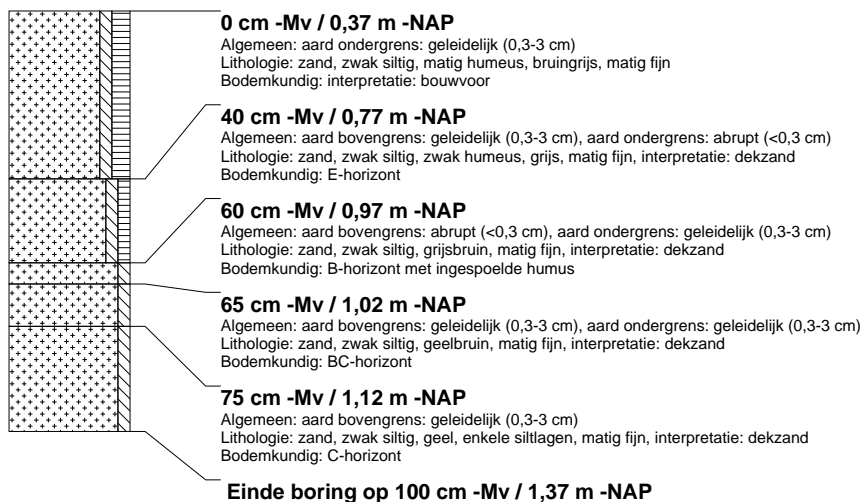 0 cm -Mv / 0,37 m -NAP
Algemeen: aard ondergrens: geleidelijk (0,3-3 cm)
Lithologie: zand, zwak siltig, matig humeus, bruingrijs, matig fijn
Bodemkundig: interpretatie: bouwvoor
40 cm -Mv / 0,77 m -NAP
Algemeen: aard bovengrens: geleidelijk (0,3-3 cm), aard ondergrens: abrupt (<0,3 cm)
Lithologie: zand, zwak siltig, zwak humeus, grijs, matig fijn, interpretatie: dekzand
Bodemkundig: E-horizont
60 cm -Mv / 0,97 m -NAP
Algemeen: aard bovengrens: abrupt (<0,3 cm), aard ondergrens: geleidelijk (0,3-3 cm)
Lithologie: zand, zwak siltig, grijsbruin, matig fijn, interpretatie: dekzand
Bodemkundig: B-horizont met ingespoelde humus
65 cm -Mv / 1,02 m -NAP
Algemeen: aard bovengrens: geleidelijk (0,3-3 cm), aard ondergrens: geleidelijk (0,3-3 cm)
Lithologie: zand, zwak siltig, geelbruin, matig fijn, interpretatie: dekzand
Bodemkundig: BC-horizont
75 cm -Mv / 1,12 m -NAP
Algemeen: aard bovengrens: geleidelijk (0,3-3 cm)
Lithologie: zand, zwak siltig, geel, enkele siltlagen, matig fijn, interpretatie: dekzand
Bodemkundig: C-horizont
Einde boring op 100 cm -Mv / 1,37 m -NAP